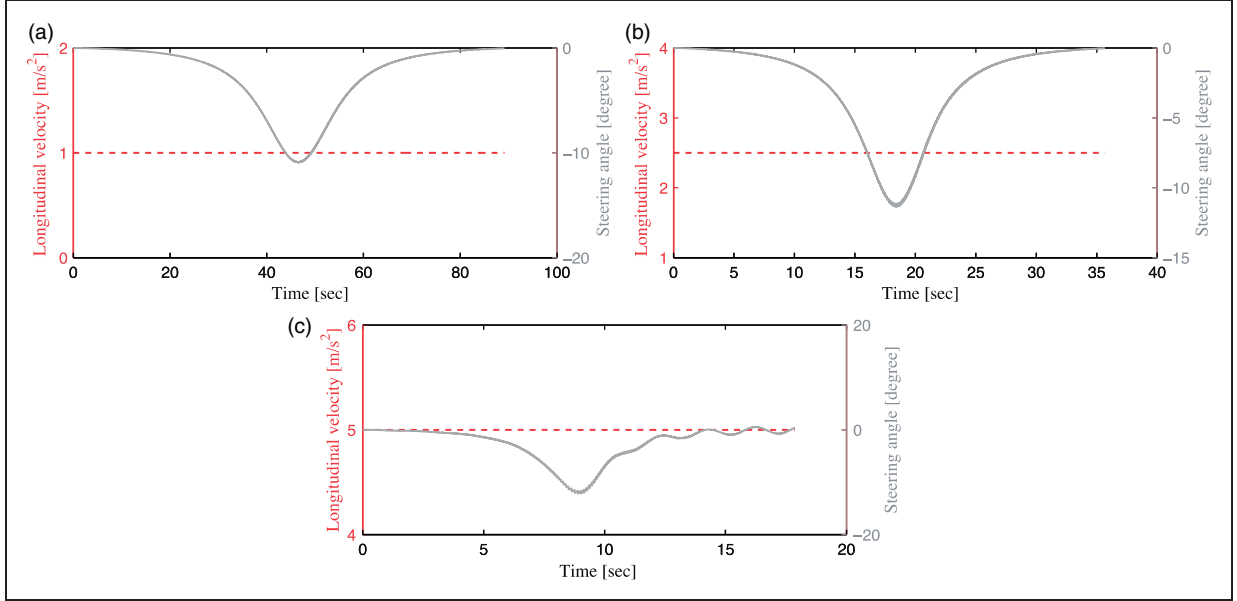 (a)
Longitudinal velocity [m/s²]
2
1
0
0 20 40 60 80 100
Time [sec]
0
−10
−20
Steering angle [degree]
(b)
Longitudinal velocity [m/s²]
4
3
2
1
0 5 10 15 20 25 30 35 40
Time [sec]
0
−5
−10
−15
Steering angle [degree]
(c)
Longitudinal velocity [m/s²]
6
5
4
0 5 10 15 20
Time [sec]
20
0
−20
Steering angle [degree]